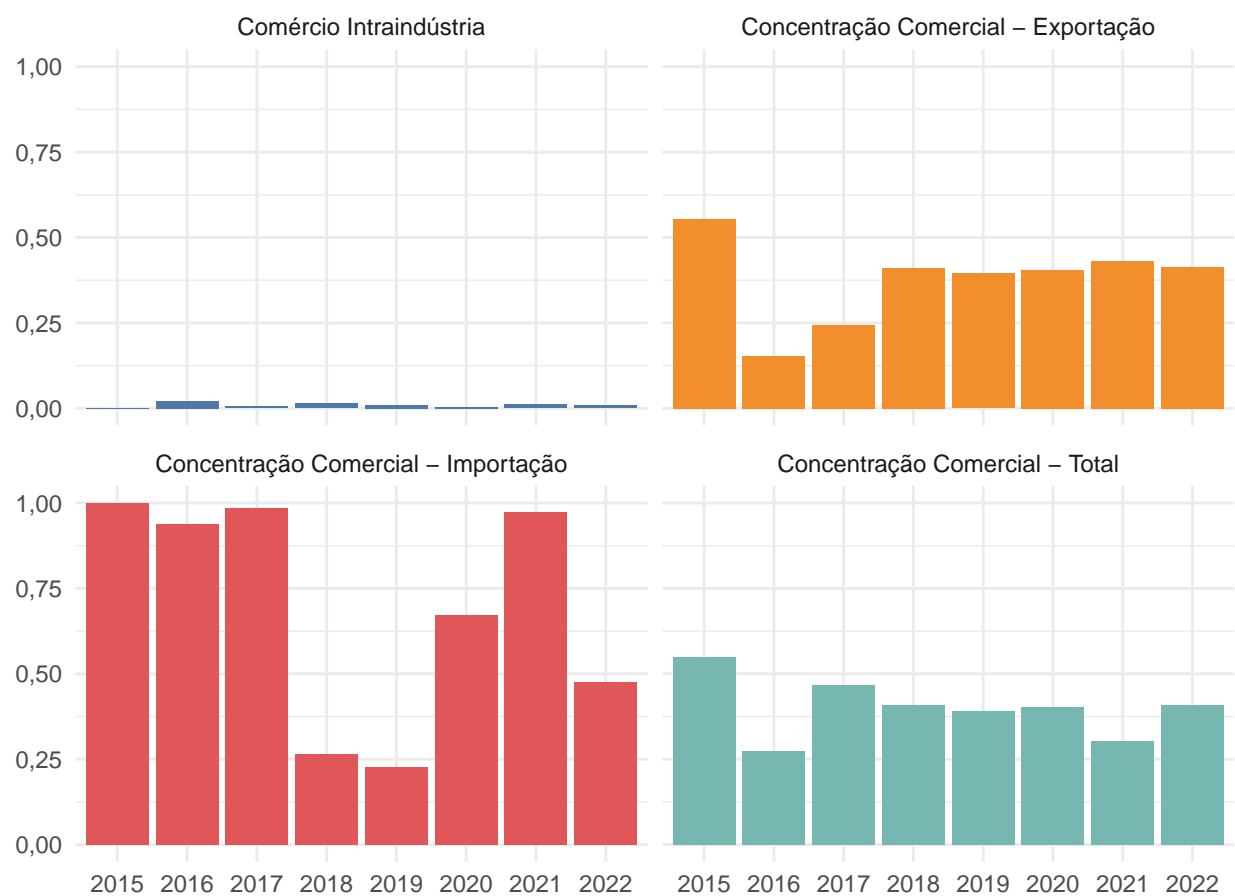 Comércio Intraindústria
Concentração Comercial – Exportação
1,00
0,75
0,50
0,25
0,00
Concentração Comercial – Importação
Concentração Comercial – Total
1,00
0,75
0,50
0,25
0,00
2015 2016 2017 2018 2019 2020 2021 2022
2015 2016 2017 2018 2019 2020 2021 2022